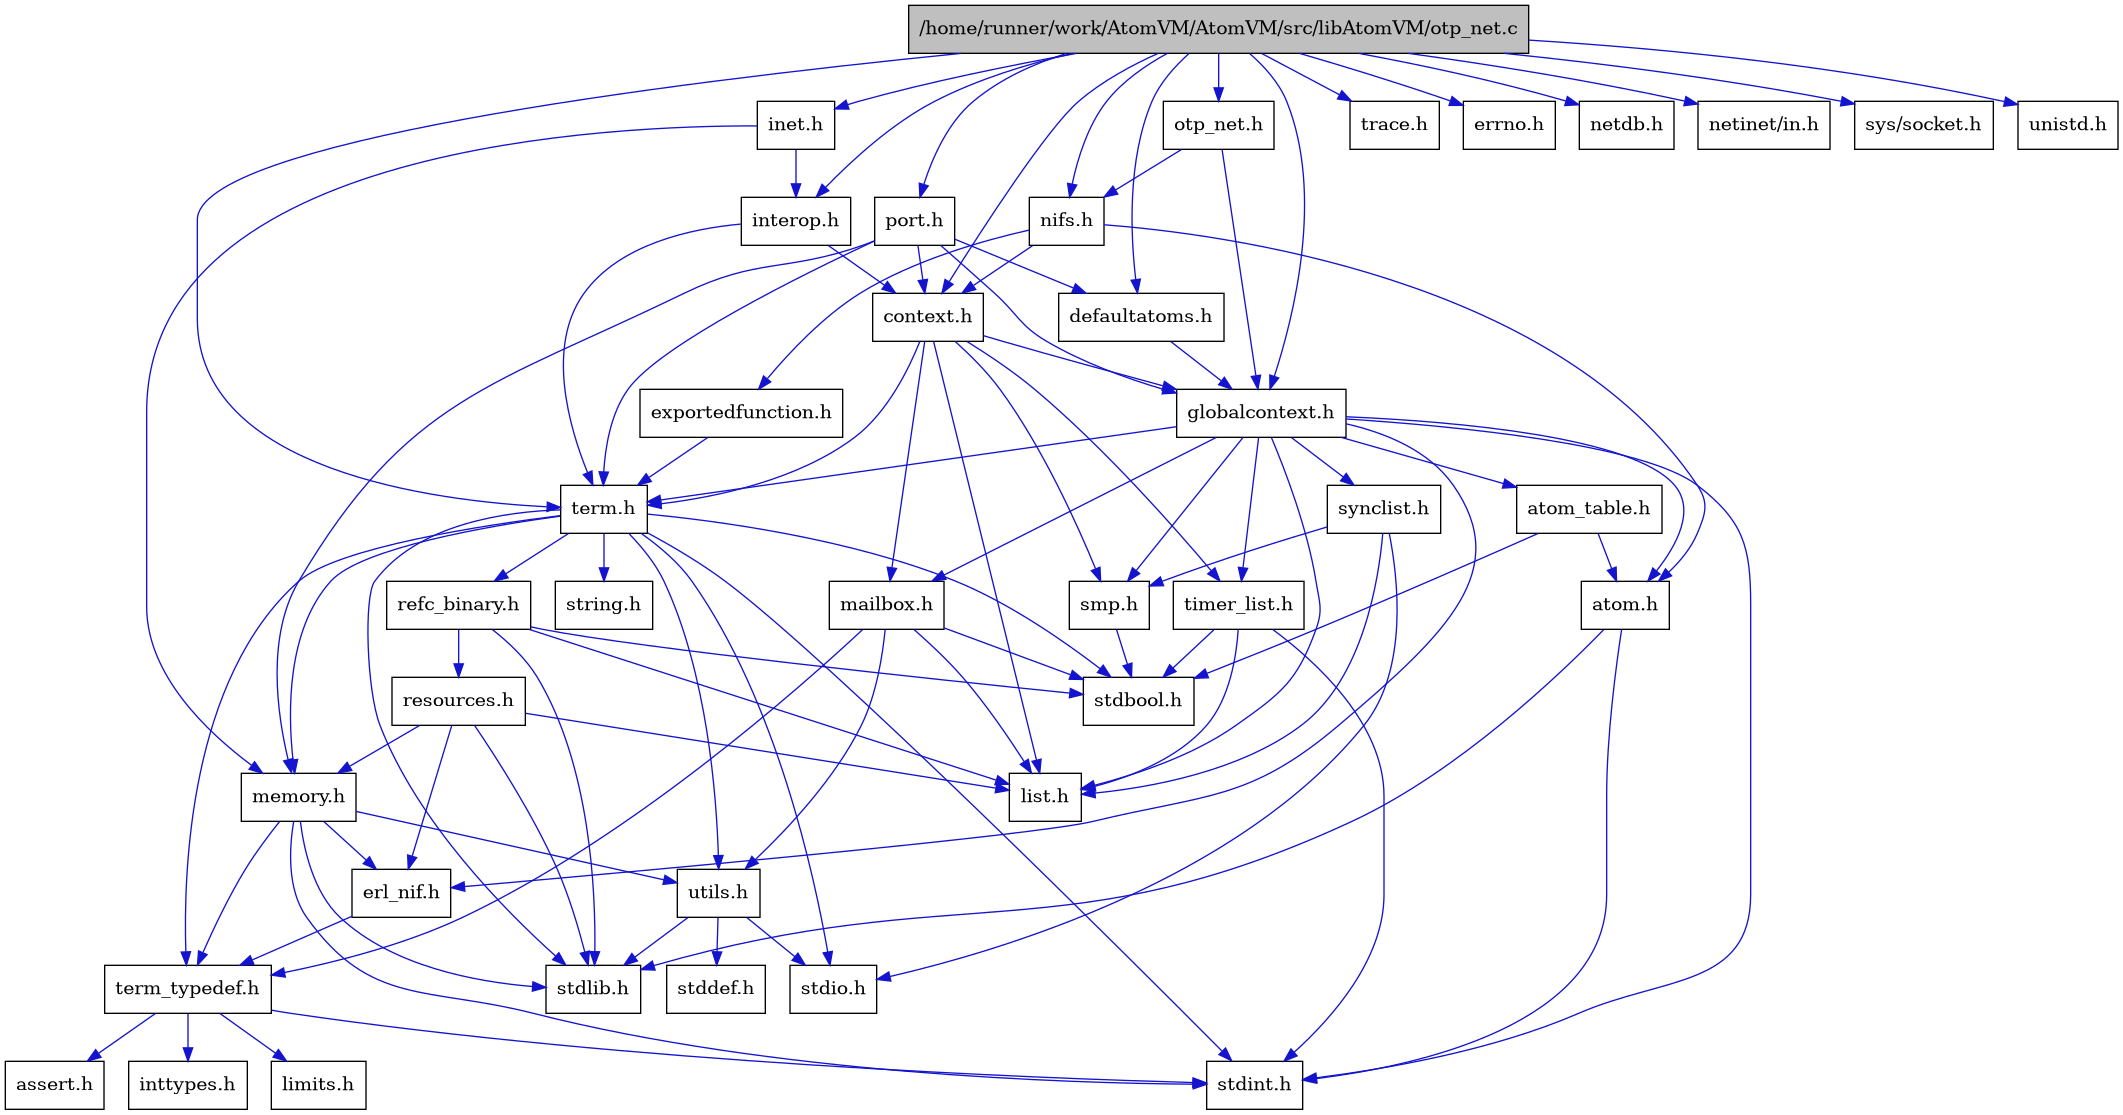 /home/runner/work/AtomVM/AtomVM/src/libAtomVM/otp_net.c
inet.h
otp_net.h
trace.h
errno.h
netdb.h
netinet/in.h
sys/socket.h
unistd.h
interop.h
port.h
nifs.h
context.h
defaultatoms.h
exportedfunction.h
globalcontext.h
term.h
synclist.h
atom_table.h
refc_binary.h
string.h
mailbox.h
smp.h
timer_list.h
atom.h
resources.h
stdbool.h
memory.h
list.h
erl_nif.h
utils.h
term_typedef.h
stdlib.h
stddef.h
stdio.h
assert.h
inttypes.h
limits.h
stdint.h